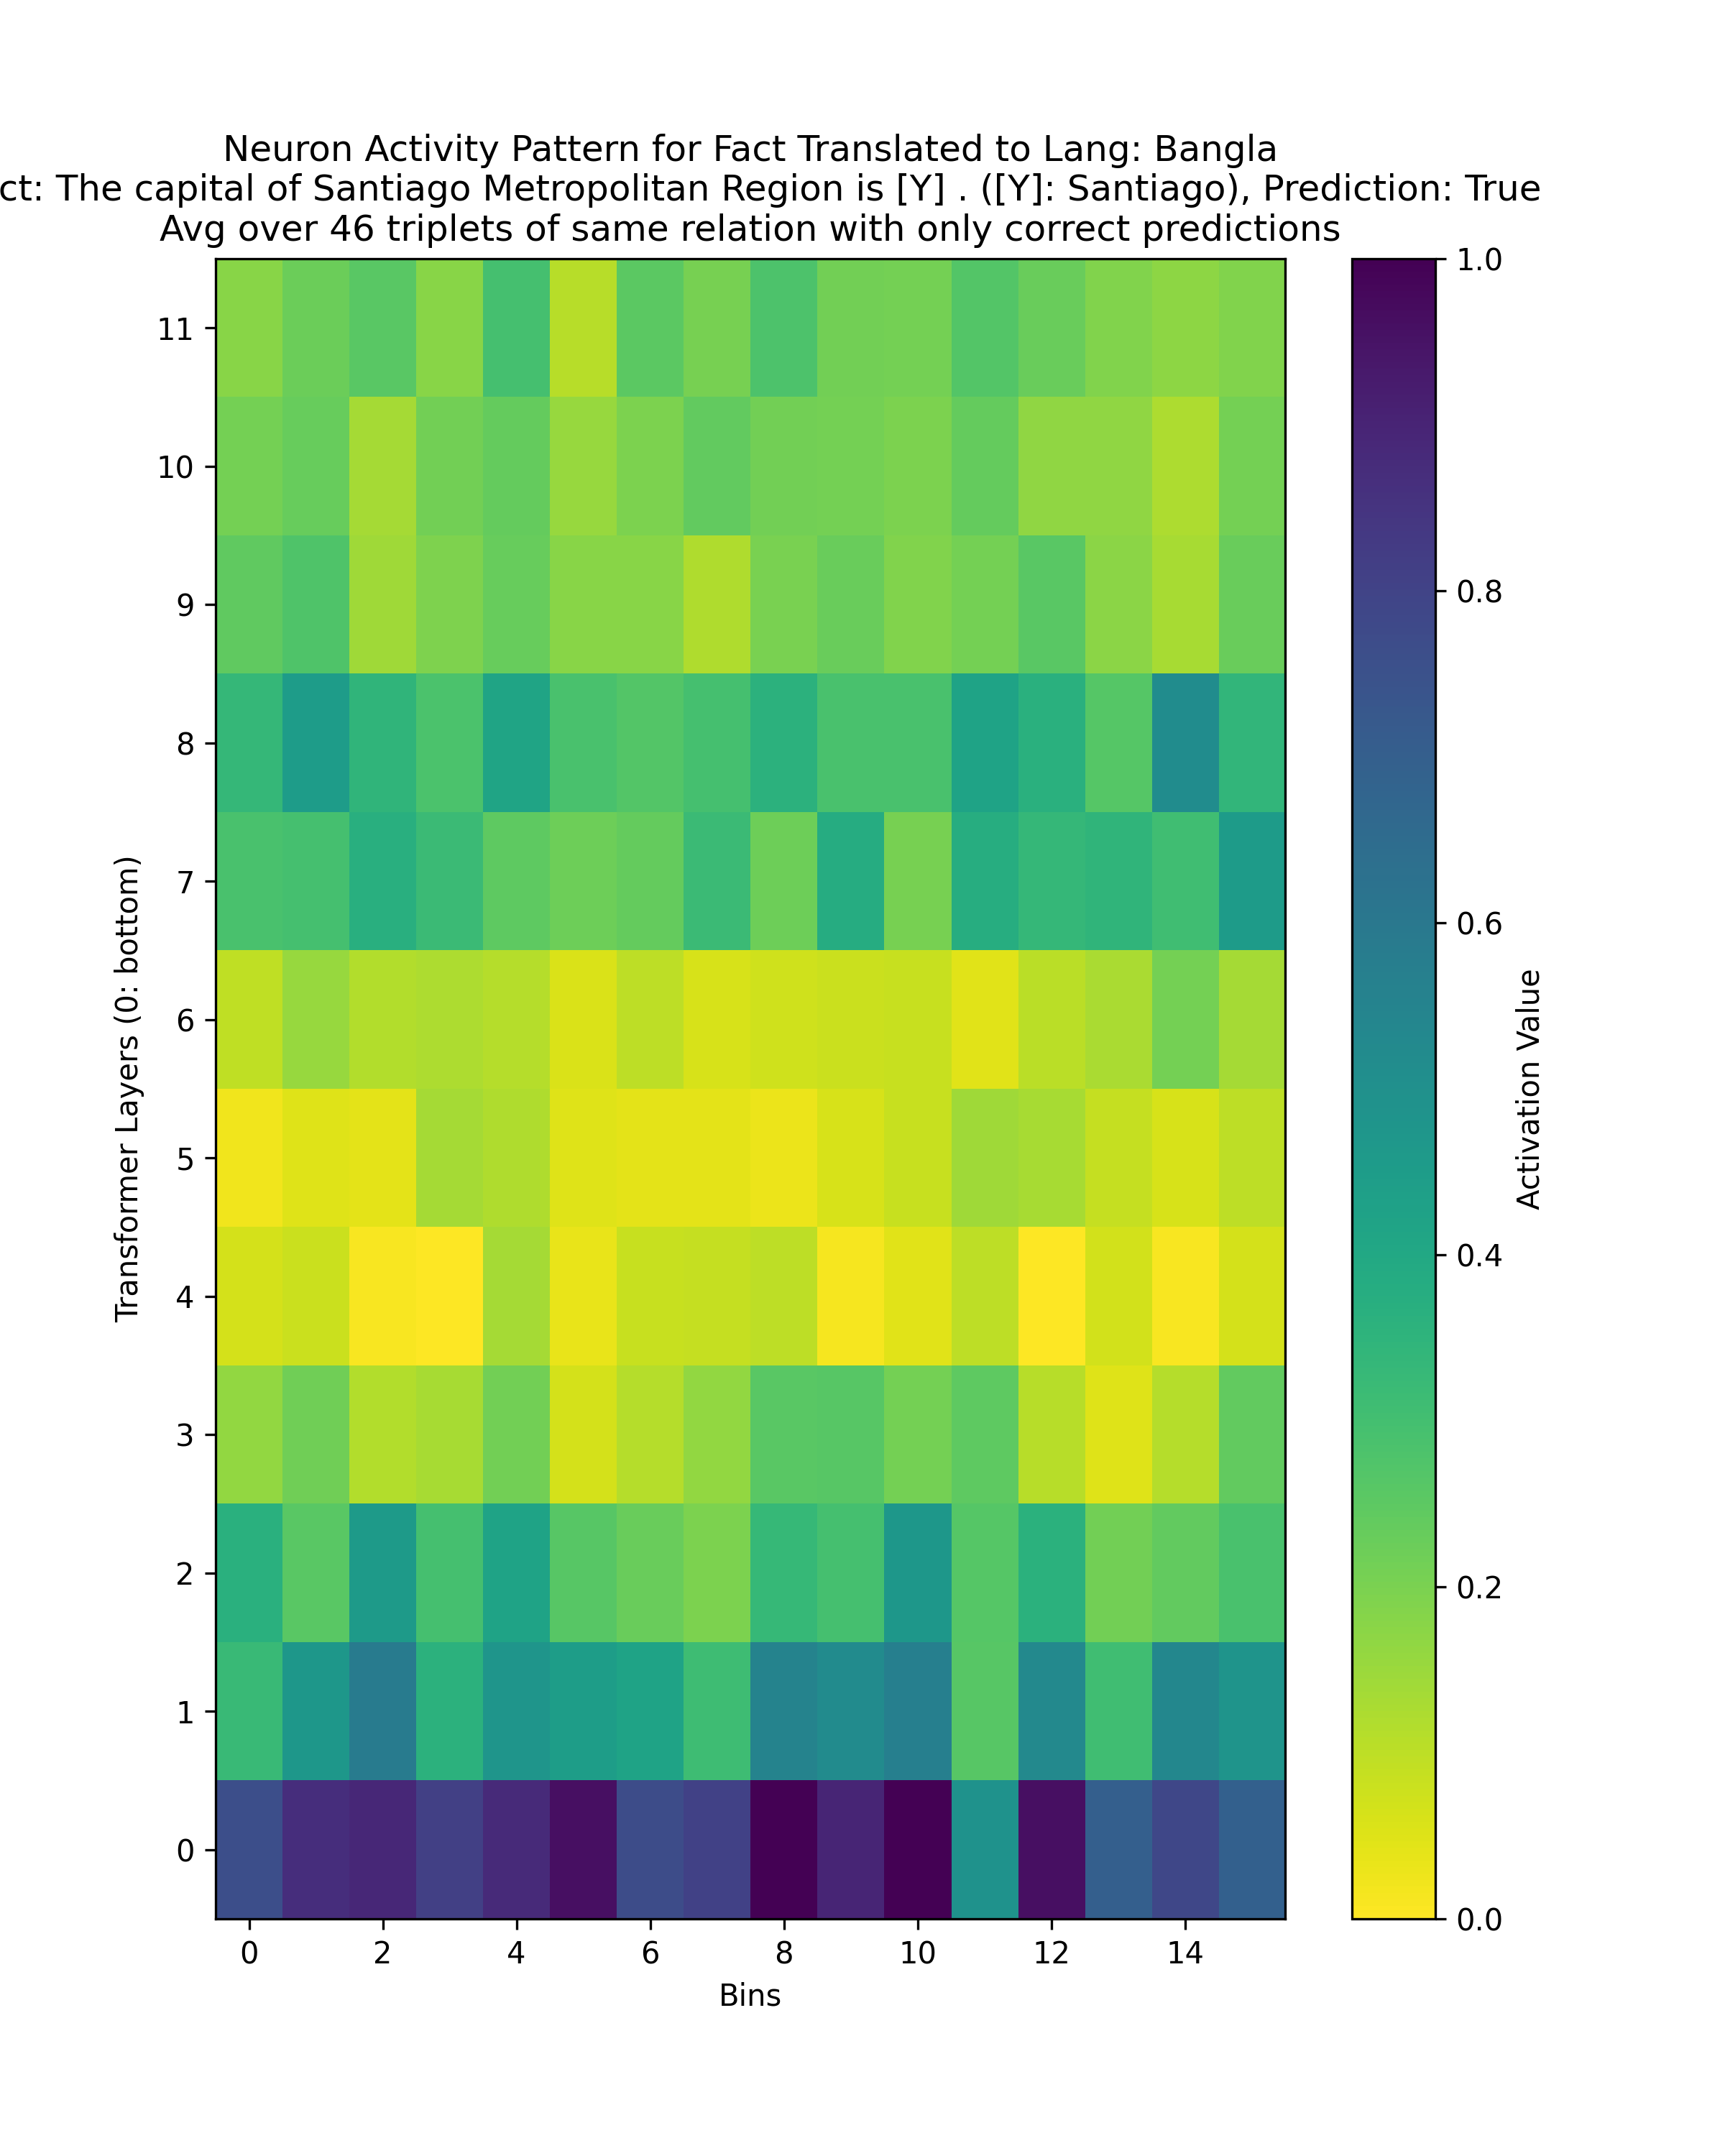 Neuron Activity Pattern for Fact Translated to Lang: Bangla
ct: The capital of Santiago Metropolitan Region is [Y] . ([Y]: Santiago), Prediction: True
Avg over 46 triplets of same relation with only correct predictions
Transformer Layers (0: bottom)
11
10
9
8
7
6
5
4
3
2
1
0
0 2 4 6 8 10 12 14
Bins
1.0
0.8
0.6
0.4
0.2
0.0
Activation Value